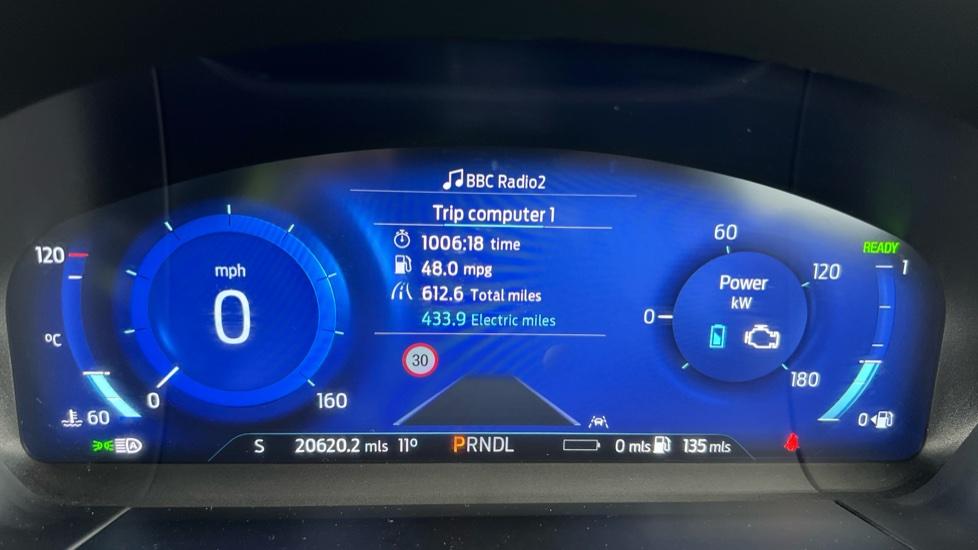 BBC Radio2
Trip computer 1
1006:18 time
48.0 mpg
612.6 Total miles
433.9 Electric miles
30
120
°C
60
mph
0
0
160
60
120
Power
kW
0
180
READY
1
0
A
S 20620.2 mls 11° PRNDL 0 mls 135 mls